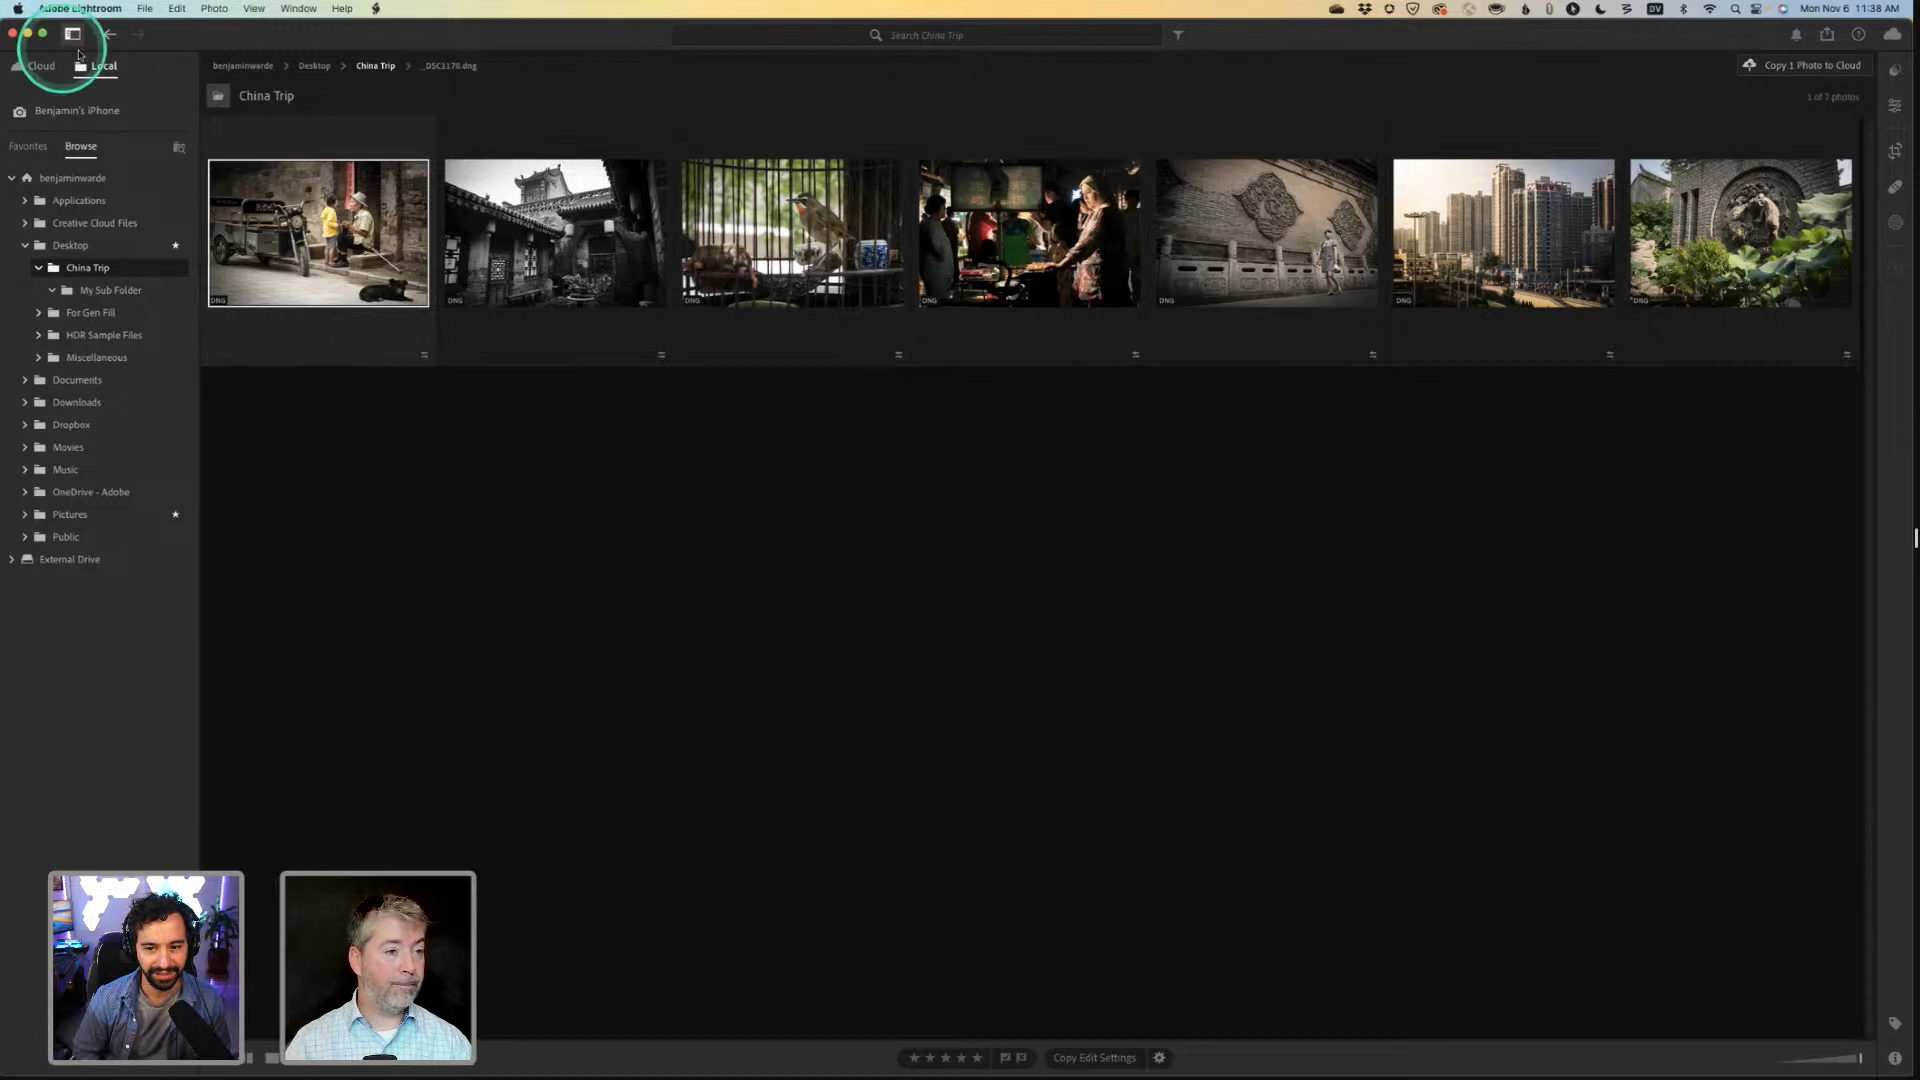 Adobe Lightroom File Edit Photo View Window Help
DV Mon Nov 6 11:38 AM
Search China Trip
Cloud Local
benjaminwarde Desktop China Trip _DSC1170.dng
Copy 1 Photo to Cloud
China Trip
1 of 7 photos
Benjamin's iPhone
Favorites Browse
benjaminwarde
Applications
Creative Cloud Files
Desktop
China Trip
My Sub Folder
For Gen Fill
HDR Sample Files
Miscellaneous
Documents
Downloads
Dropbox
Movies
Music
OneDrive - Adobe
Pictures
Public
External Drive
DNG
DNG
DNG
DNG
DNG
DNG
DNG
Copy Edit Settings